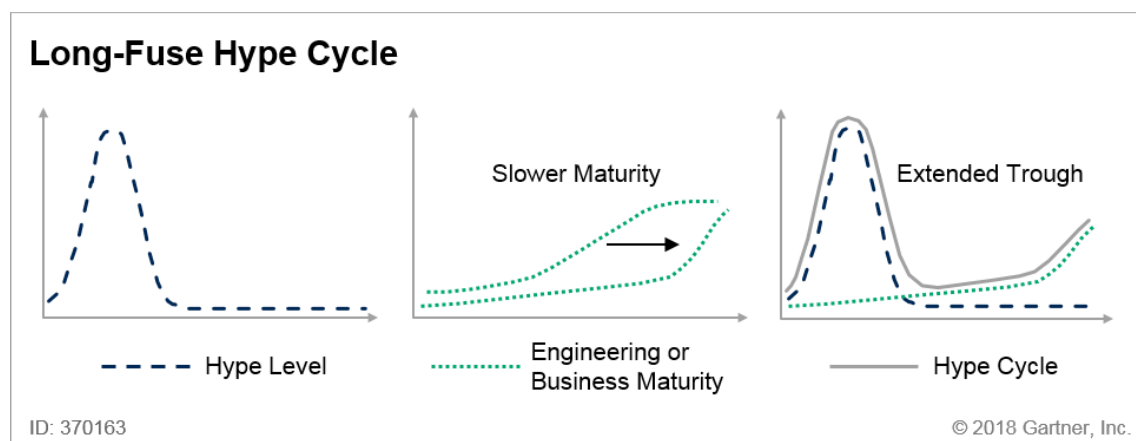 Long-Fuse Hype Cycle
Slower Maturity
Extended Trough
Hype Level
Engineering or
Business Maturity
Hype Cycle
ID: 370163
© 2018 Gartner, Inc.